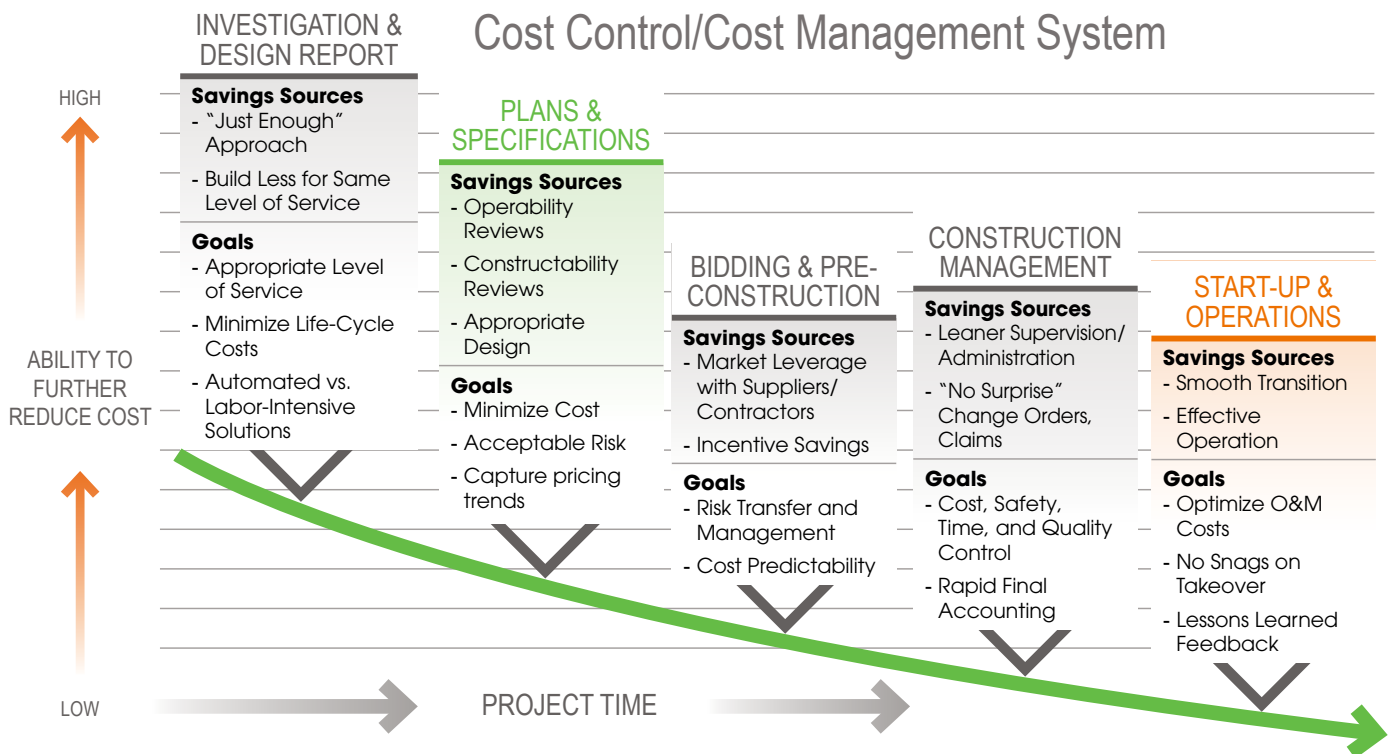 Cost Control/Cost Management System
INVESTIGATION &
DESIGN REPORT
Savings Sources
- “Just Enough”
Approach
- Build Less for Same
Level of Service
Goals
- Appropriate Level
of Service
- Minimize Life-Cycle
Costs
- Automated vs.
Labor-Intensive
Solutions
PLANS &
SPECIFICATIONS
Savings Sources
- Operability
Reviews
- Constructability
Reviews
- Appropriate
Design
Goals
- Minimize Cost
- Acceptable Risk
- Capture pricing
trends
BIDDING & PRE-
CONSTRUCTION
Savings Sources
- Market Leverage
with Suppliers/
Contractors
- Incentive Savings
Goals
- Risk Transfer and
Management
- Cost Predictability
CONSTRUCTION
MANAGEMENT
Savings Sources
- Leaner Supervision/
Administration
- “No Surprise”
Change Orders,
Claims
Goals
- Cost, Safety,
Time, and Quality
Control
- Rapid Final
Accounting
START-UP &
OPERATIONS
Savings Sources
- Smooth Transition
- Effective
Operation
Goals
- Optimize O&M
Costs
- No Snags on
Takeover
- Lessons Learned
Feedback
HIGH
ABILITY TO
FURTHER
REDUCE COST
LOW
PROJECT TIME